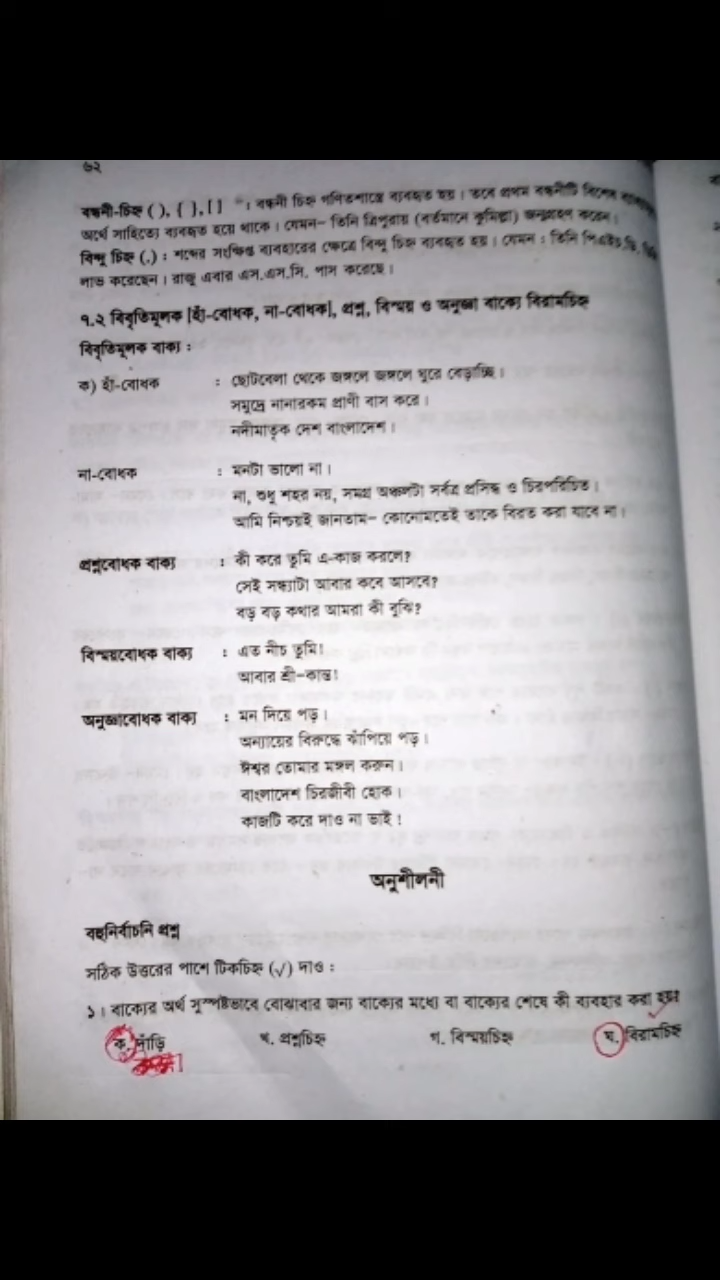 ৬২
বন্ধনী-চিহ্ন ( ), { }, [ ] : বন্ধনী চিহ্ন গণিতশাস্ত্রে ব্যবহৃত হয়। তবে প্রথম বন্ধনীটি বিশেষ
অর্থে সাহিত্যে ব্যবহৃত হয়ে থাকে। যেমন– তিনি ত্রিপুরায় (বর্তমানে কুমিল্লা) জন্মগ্রহণ করেন।
বিন্দু চিহ্ন (.) : শব্দের সংক্ষিপ্ত ব্যবহারের ক্ষেত্রে বিন্দু চিহ্ন ব্যবহৃত হয়। যেমন : তিনি পিএইচ.ডি.
লাভ করেছেন। রাজু এবার এস.এস.সি. পাস করেছে।
৭.২ বিবৃতিমূলক [হাঁ-বোধক, না-বোধক], প্রশ্ন, বিস্ময় ও অনুজ্ঞা বাক্যে বিরামচিহ্ন
বিবৃতিমূলক বাক্য :
ক) হাঁ-বোধক : ছোটবেলা থেকে জঙ্গলে জঙ্গলে ঘুরে বেড়াচ্ছি।
সমুদ্রে নানারকম প্রাণী বাস করে।
নদীমাতৃক দেশ বাংলাদেশ।
না-বোধক : মনটা ভালো না।
না, শুধু শহর নয়, সমগ্র অঞ্চলটা সর্বত্র প্রসিদ্ধ ও চিরপরিচিত।
আমি নিশ্চয়ই জানতাম– কোনোমতেই তাকে বিরত করা যাবে না।
প্রশ্নবোধক বাক্য : কী করে তুমি এ-কাজ করলে?
সেই সন্ধ্যাটা আবার কবে আসবে?
বড় বড় কথার আমরা কী বুঝি?
বিস্ময়বোধক বাক্য : এত নীচ তুমি!
আবার শ্রী-কান্ত!
অনুজ্ঞাবোধক বাক্য : মন দিয়ে পড়।
অন্যায়ের বিরুদ্ধে ঝাঁপিয়ে পড়।
ঈশ্বর তোমার মঙ্গল করুন।
বাংলাদেশ চিরজীবী হোক।
কাজটি করে দাও না ভাই!
অনুশীলনী
বহুনির্বাচনি প্রশ্ন
সঠিক উত্তরের পাশে টিকচিহ্ন (√) দাও :
১। বাক্যের অর্থ সুস্পষ্টভাবে বোঝাবার জন্য বাক্যের মধ্যে বা বাক্যের শেষে কী ব্যবহার করা হয়?
ক. দাঁড়ি খ. প্রশ্নচিহ্ন গ. বিস্ময়চিহ্ন ঘ. বিরামচিহ্ন